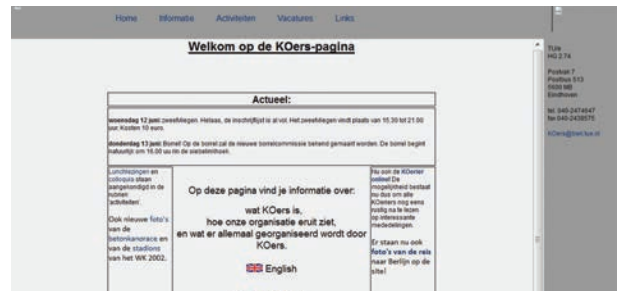 Home Informatie Activiteiten Vacatures Links
Welkom op de KOers-pagina
Actueel:
woensdag 12 juni: zweefvliegen. Helaas, de inschrijflijst is al vol. Het zweefvliegen vindt plaats van 15.30 tot 21.00
uur. Kosten 10 euro.
donderdag 13 juni: Borrel! Op de borrel zal de nieuwe borrelcommissie bekend gemaakt worden. De borrel begint
natuurlijk om 16.00 uur in de
Lunchlezingen en
colloquia staan
aangekondigd in de
rubriek
'activiteiten'.
Ook nieuwe foto's
van de
betonkanorace en
van de stadions
van het WK 2002.
Op deze pagina vind je informatie over:
wat KOers is,
hoe onze organisatie eruit ziet,
en wat er allemaal georganiseerd wordt door
KOers.
English
Nu ook de KOerier
online! De
mogelijkheid bestaat
nu dus om alle
KOeriers nog eens
rustig na te lezen
op interessante
mededelingen.
Er staan nu ook
foto's van de reis
naar Berlijn op de
site!
TU/e
HG 2.74
Postvak 7
Postbus 513
5600 MB
Eindhoven
tel. 040-2474647